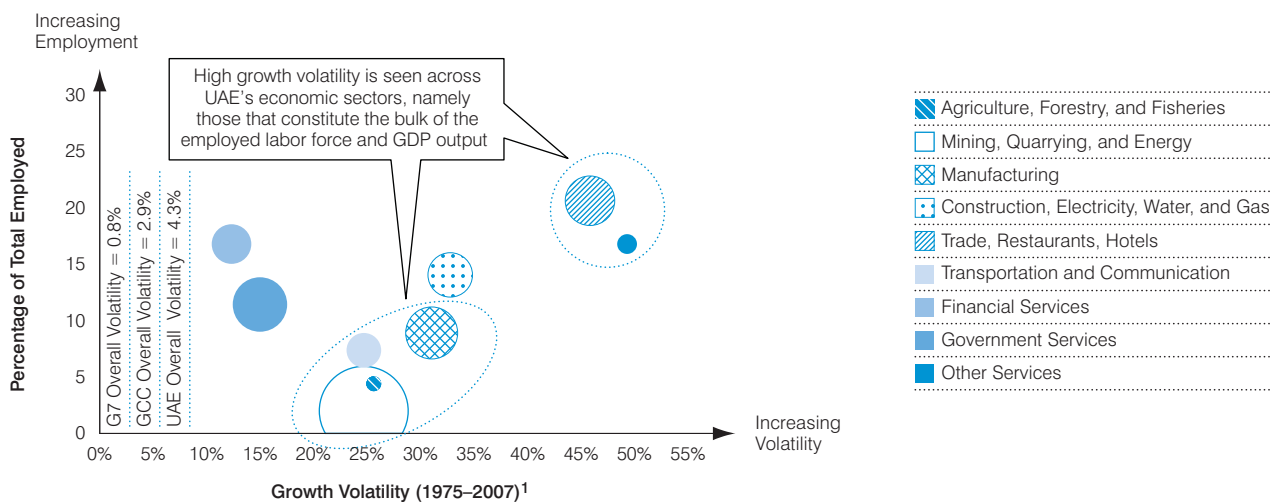 Increasing
Employment
High growth volatility is seen across
UAE's economic sectors, namely
those that constitute the bulk of the
employed labor force and GDP output
Percentage of Total Employed
30
25
20
15
10
5
0
G7 Overall Volatility = 0.8%
GCC Overall Volatility = 2.9%
UAE Overall Volatility = 4.3%
0%
5%
10%
15%
20%
25%
30%
35%
40%
45%
50%
55%
Increasing
Volatility
Growth Volatility (1975–2007)1
Agriculture, Forestry, and Fisheries
Mining, Quarrying, and Energy
Manufacturing
Construction, Electricity, Water, and Gas
Trade, Restaurants, Hotels
Transportation and Communication
Financial Services
Government Services
Other Services